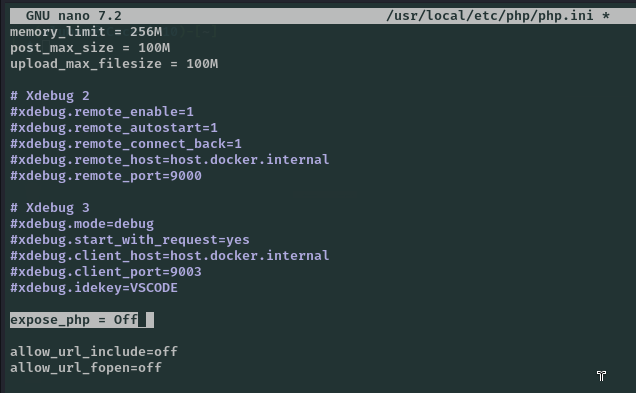 GNU nano 7.2 /usr/local/etc/php/php.ini *
memory_limit = 256M
post_max_size = 100M
upload_max_filesize = 100M
# Xdebug 2
#xdebug.remote_enable=1
#xdebug.remote_autostart=1
#xdebug.remote_connect_back=1
#xdebug.remote_host=host.docker.internal
#xdebug.remote_port=9000
# Xdebug 3
#xdebug.mode=debug
#xdebug.start_with_request=yes
#xdebug.client_host=host.docker.internal
#xdebug.client_port=9003
#xdebug.idekey=VSCODE
expose_php = Off
allow_url_include=off
allow_url_fopen=off